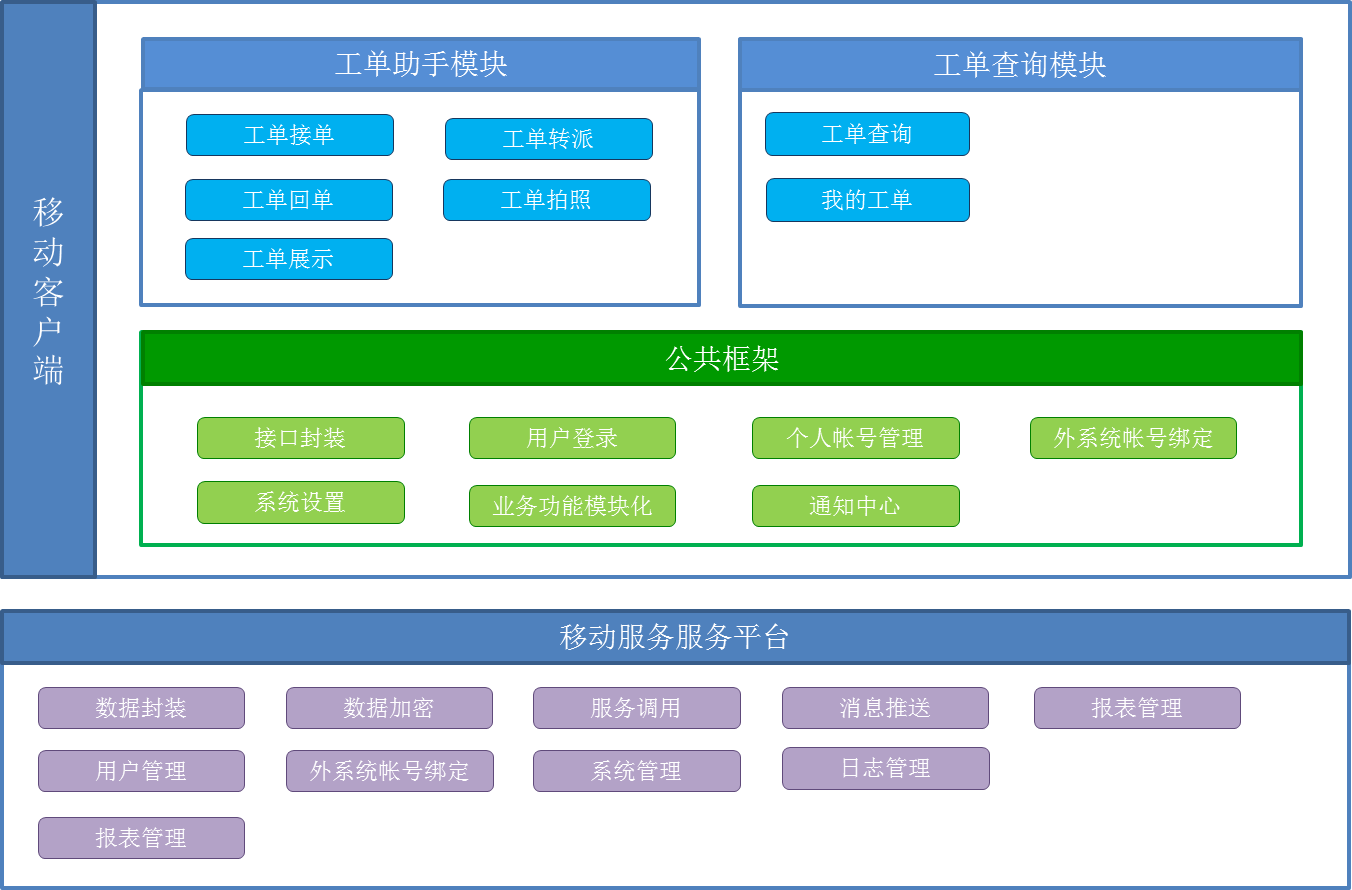 移动客户端
工单助手模块
工单接单
工单转派
工单回单
工单拍照
工单展示
工单查询模块
工单查询
我的工单
公共框架
接口封装
用户登录
个人帐号管理
外系统帐号绑定
系统设置
业务功能模块化
通知中心
移动服务服务平台
数据封装
数据加密
服务调用
消息推送
报表管理
用户管理
外系统帐号绑定
系统管理
日志管理
报表管理